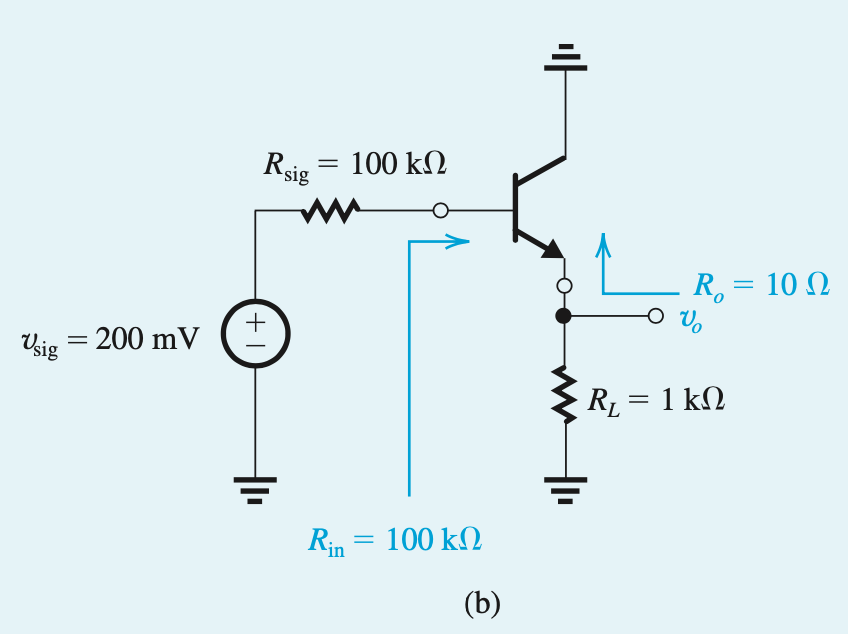 R_sig = 100 kΩ
+
−
v_sig = 200 mV
R_o = 10 Ω
v_o
R_L = 1 kΩ
R_in = 100 kΩ
(b)